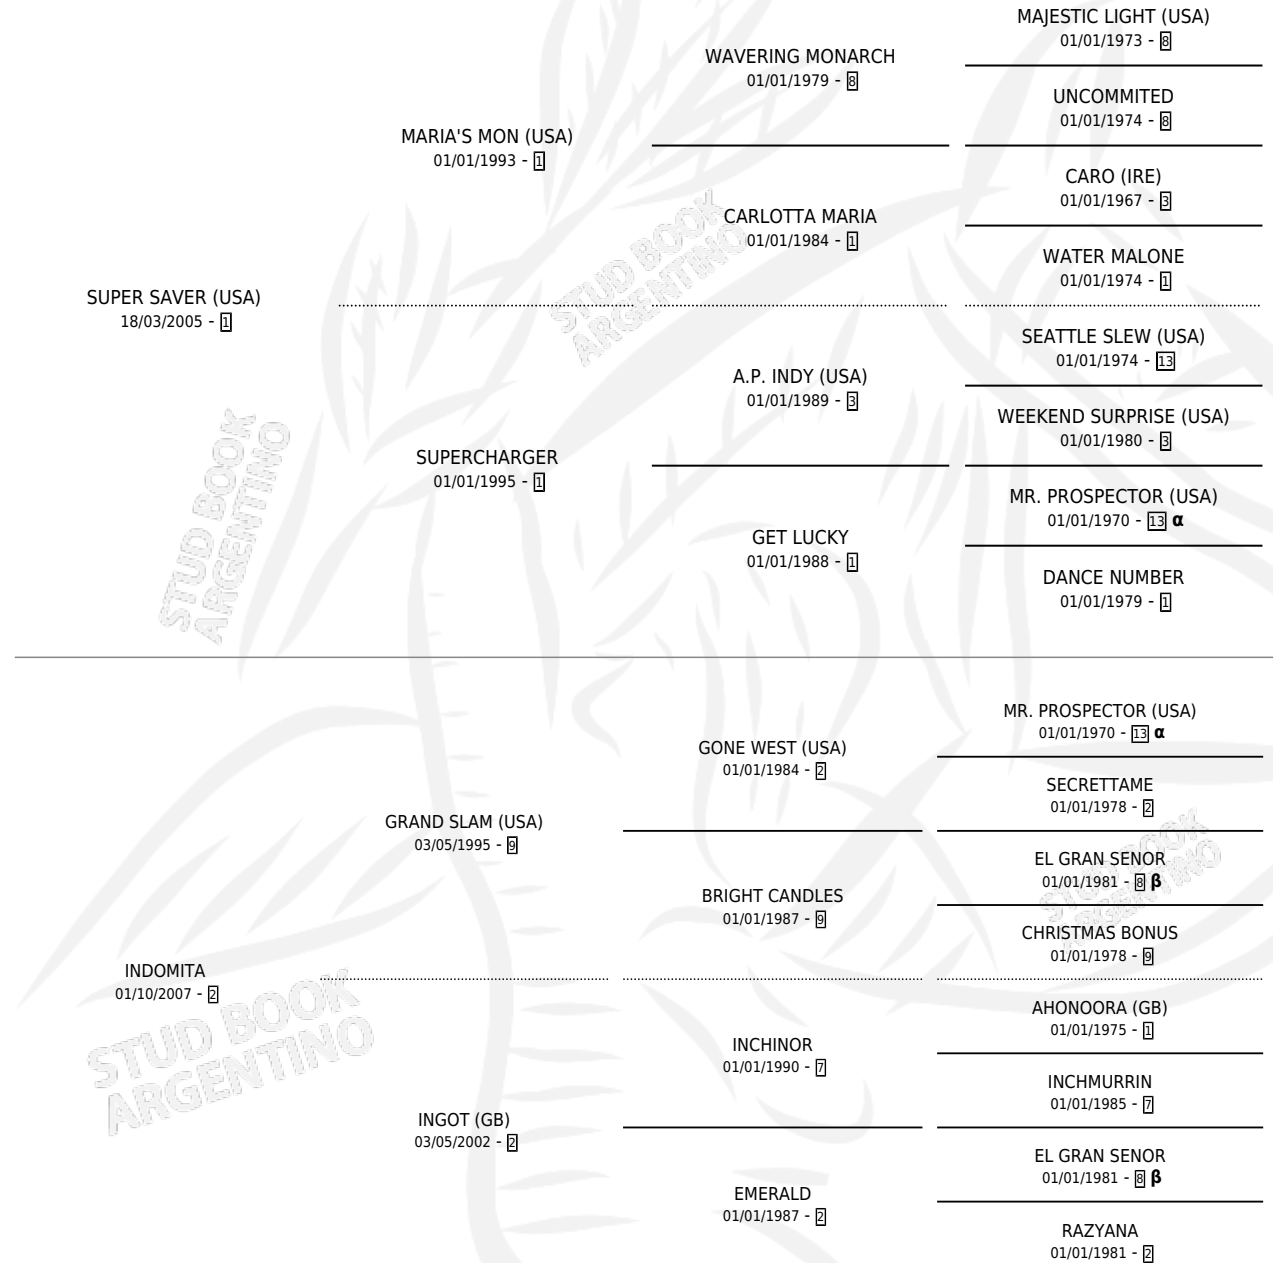 MAJESTIC LIGHT (USA)
01/01/1973 - 8
WAVERING MONARCH
01/01/1979 - 8
UNCOMMITED
01/01/1974 - 8
MARIA'S MON (USA)
01/01/1993 - 1
CARO (IRE)
01/01/1967 - 3
CARLOTTA MARIA
01/01/1984 - 1
WATER MALONE
01/01/1974 - 1
SUPER SAVER (USA)
18/03/2005 - 1
SEATTLE SLEW (USA)
01/01/1974 - 13
A.P. INDY (USA)
01/01/1989 - 3
WEEKEND SURPRISE (USA)
01/01/1980 - 3
SUPERCHARGER
01/01/1995 - 1
MR. PROSPECTOR (USA)
01/01/1970 - 13 α
GET LUCKY
01/01/1988 - 1
DANCE NUMBER
01/01/1979 - 1
MR. PROSPECTOR (USA)
01/01/1970 - 13 α
GONE WEST (USA)
01/01/1984 - 2
SECRETTAME
01/01/1978 - 2
GRAND SLAM (USA)
03/05/1995 - 9
EL GRAN SENOR
01/01/1981 - 8 β
BRIGHT CANDLES
01/01/1987 - 9
CHRISTMAS BONUS
01/01/1978 - 9
INDOMITA
01/10/2007 - 2
AHONOORA (GB)
01/01/1975 - 1
INCHINOR
01/01/1990 - 7
INCHMURRIN
01/01/1985 - 7
INGOT (GB)
03/05/2002 - 2
EL GRAN SENOR
01/01/1981 - 8 β
EMERALD
01/01/1987 - 2
RAZYANA
01/01/1981 - 2
STUD BOOK
ARGENTINO
STUD BOOK
ARGENTINO
STUD BOOK
ARGENTINO
STUD BOOK
ARGENTINO